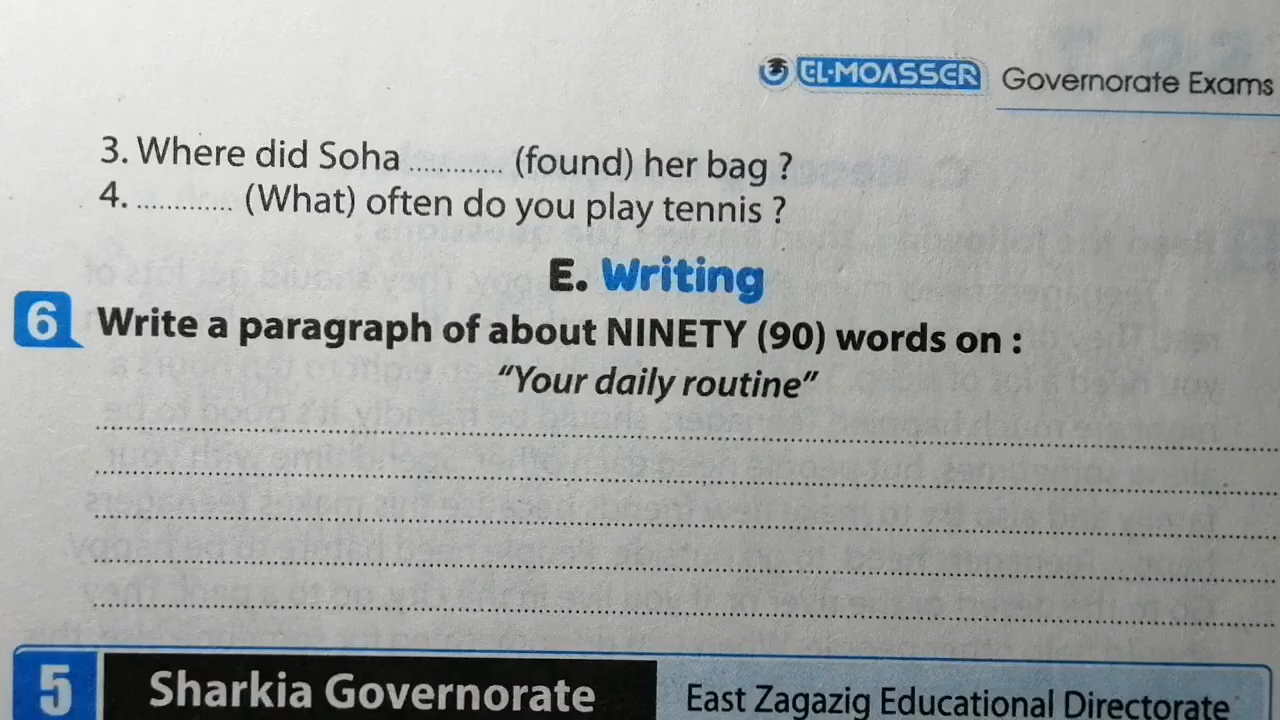 EL-MOASSER Governorate Exams
3. Where did Soha ............. (found) her bag ?
4. ............. (What) often do you play tennis ?
E. Writing
6 Write a paragraph of about NINETY (90) words on :
“Your daily routine”
5 Sharkia Governorate East Zagazig Educational Directorate